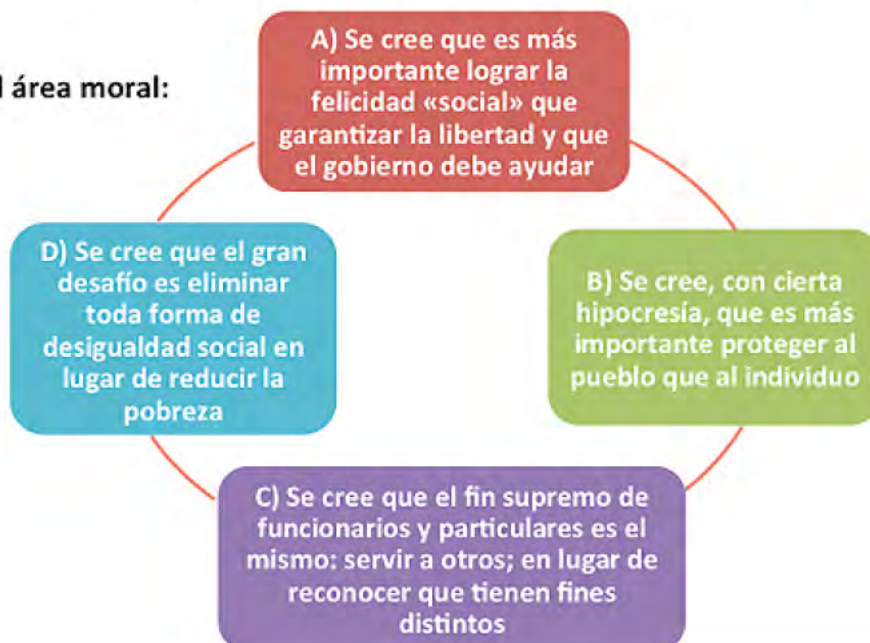 l área moral:
A) Se cree que es más
importante lograr la
felicidad «social» que
garantizar la libertad y que
el gobierno debe ayudar
B) Se cree, con cierta
hipocresía, que es más
importante proteger al
pueblo que al individuo
C) Se cree que el fin supremo de
funcionarios y particulares es el
mismo: servir a otros; en lugar de
reconocer que tienen fines
distintos
D) Se cree que el gran
desafío es eliminar
toda forma de
desigualdad social en
lugar de reducir la
pobreza